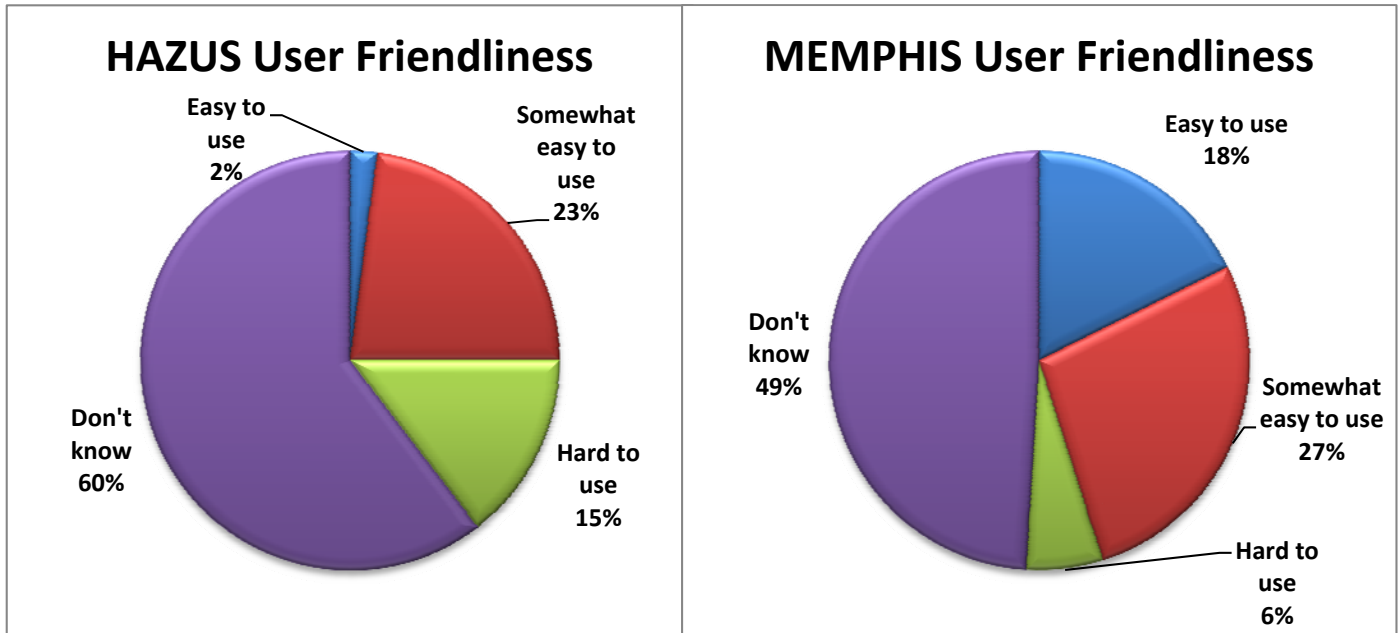 HAZUS User Friendliness
Easy to
use
2%
Somewhat
easy to
use
23%
Don't
know
60%
Hard to
use
15%
MEMPHIS User Friendliness
Easy to use
18%
Don't
know
49%
Somewhat
easy to use
27%
Hard to
use
6%